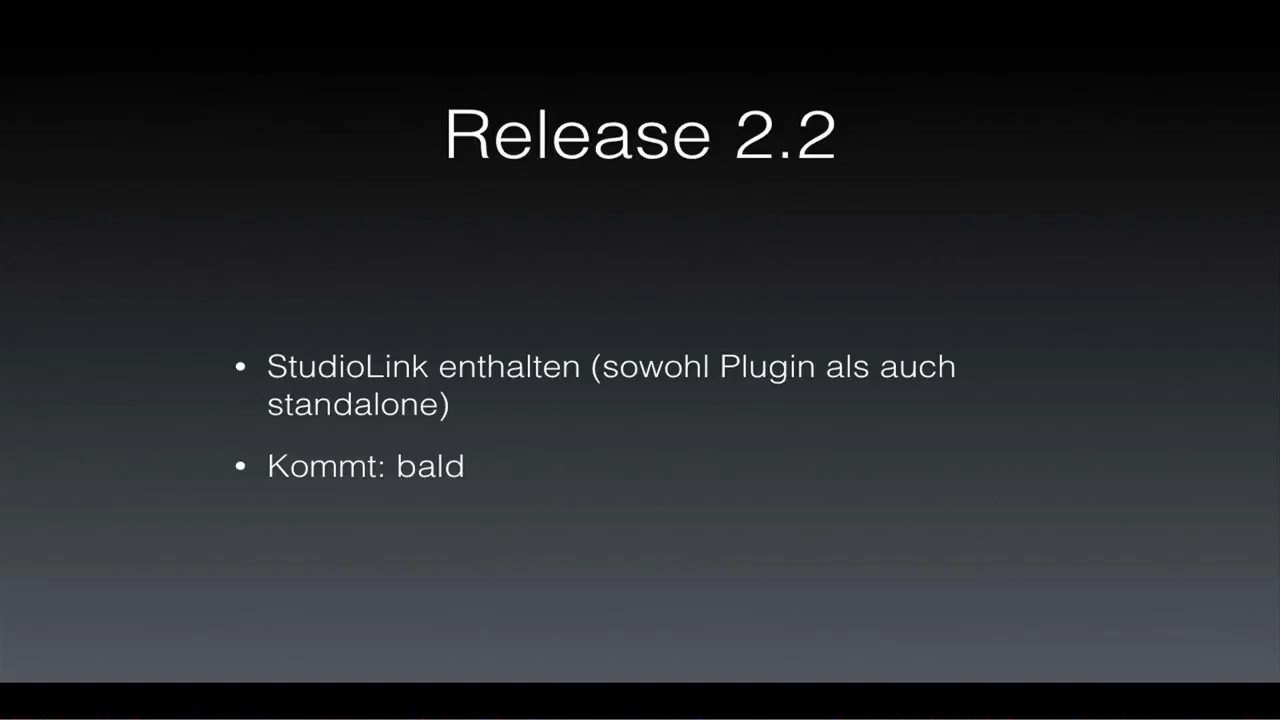 Release 2.2
• StudioLink enthalten (sowohl Plugin als auch
standalone)
• Kommt: bald